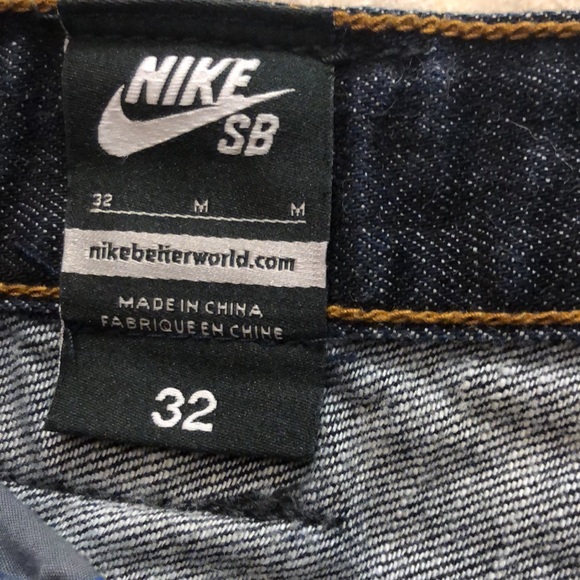 NIKE
SB
32 M M
nikebetterworld.com
MADE IN CHINA
FABRIQUE EN CHINE
32